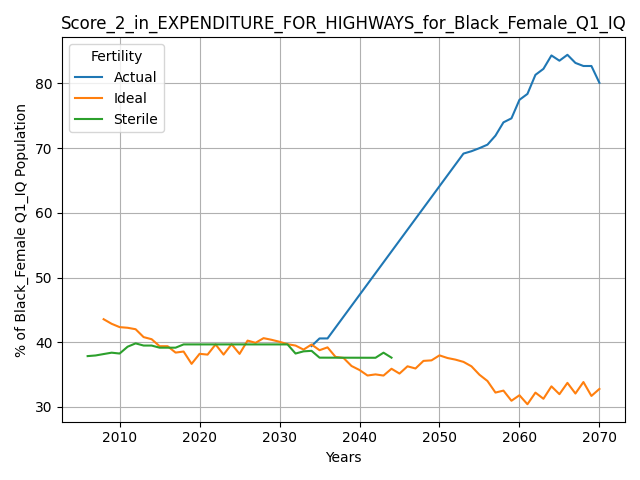 Score_2_in_EXPENDITURE_FOR_HIGHWAYS_for_Black_Female_Q1_IQ
Fertility
Actual
Ideal
Sterile
% of Black_Female Q1_IQ Population
80
70
60
50
40
30
2010 2020 2030 2040 2050 2060 2070
Years